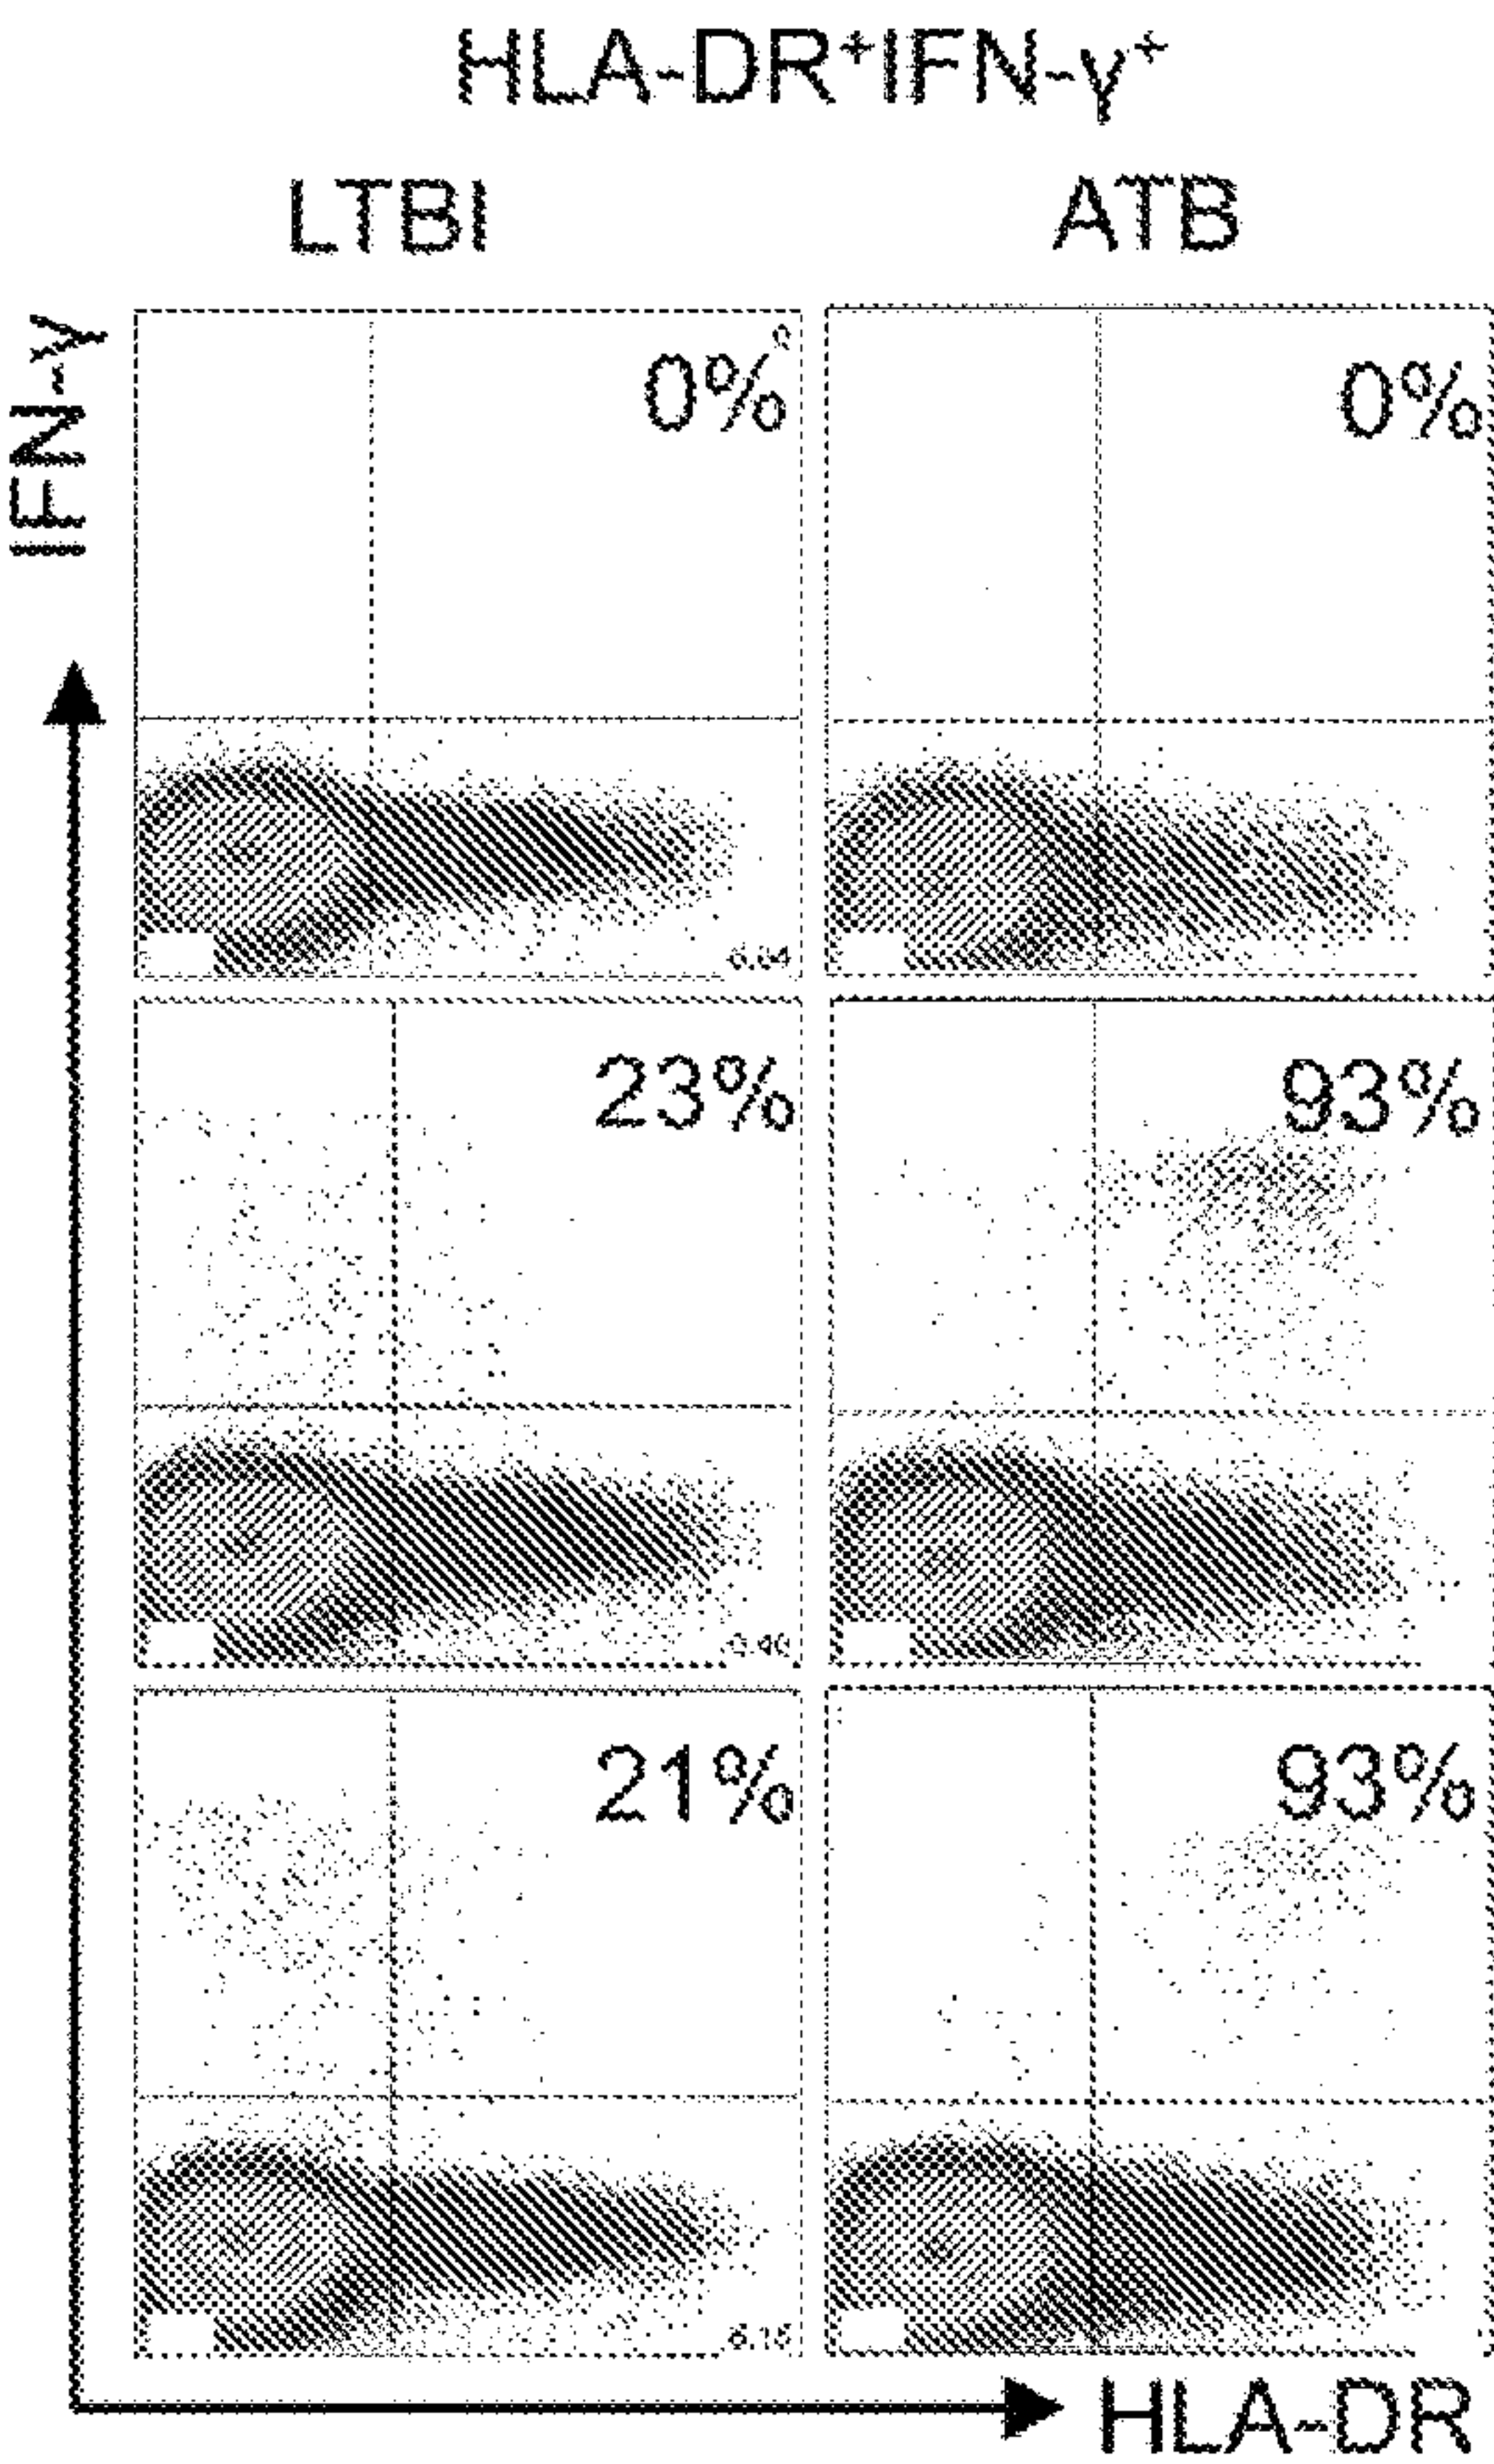 HLA-DR⁺IFN-γ⁺
LTBI ATB
IFN-γ
0% 0%
23% 93%
21% 93%
HLA-DR